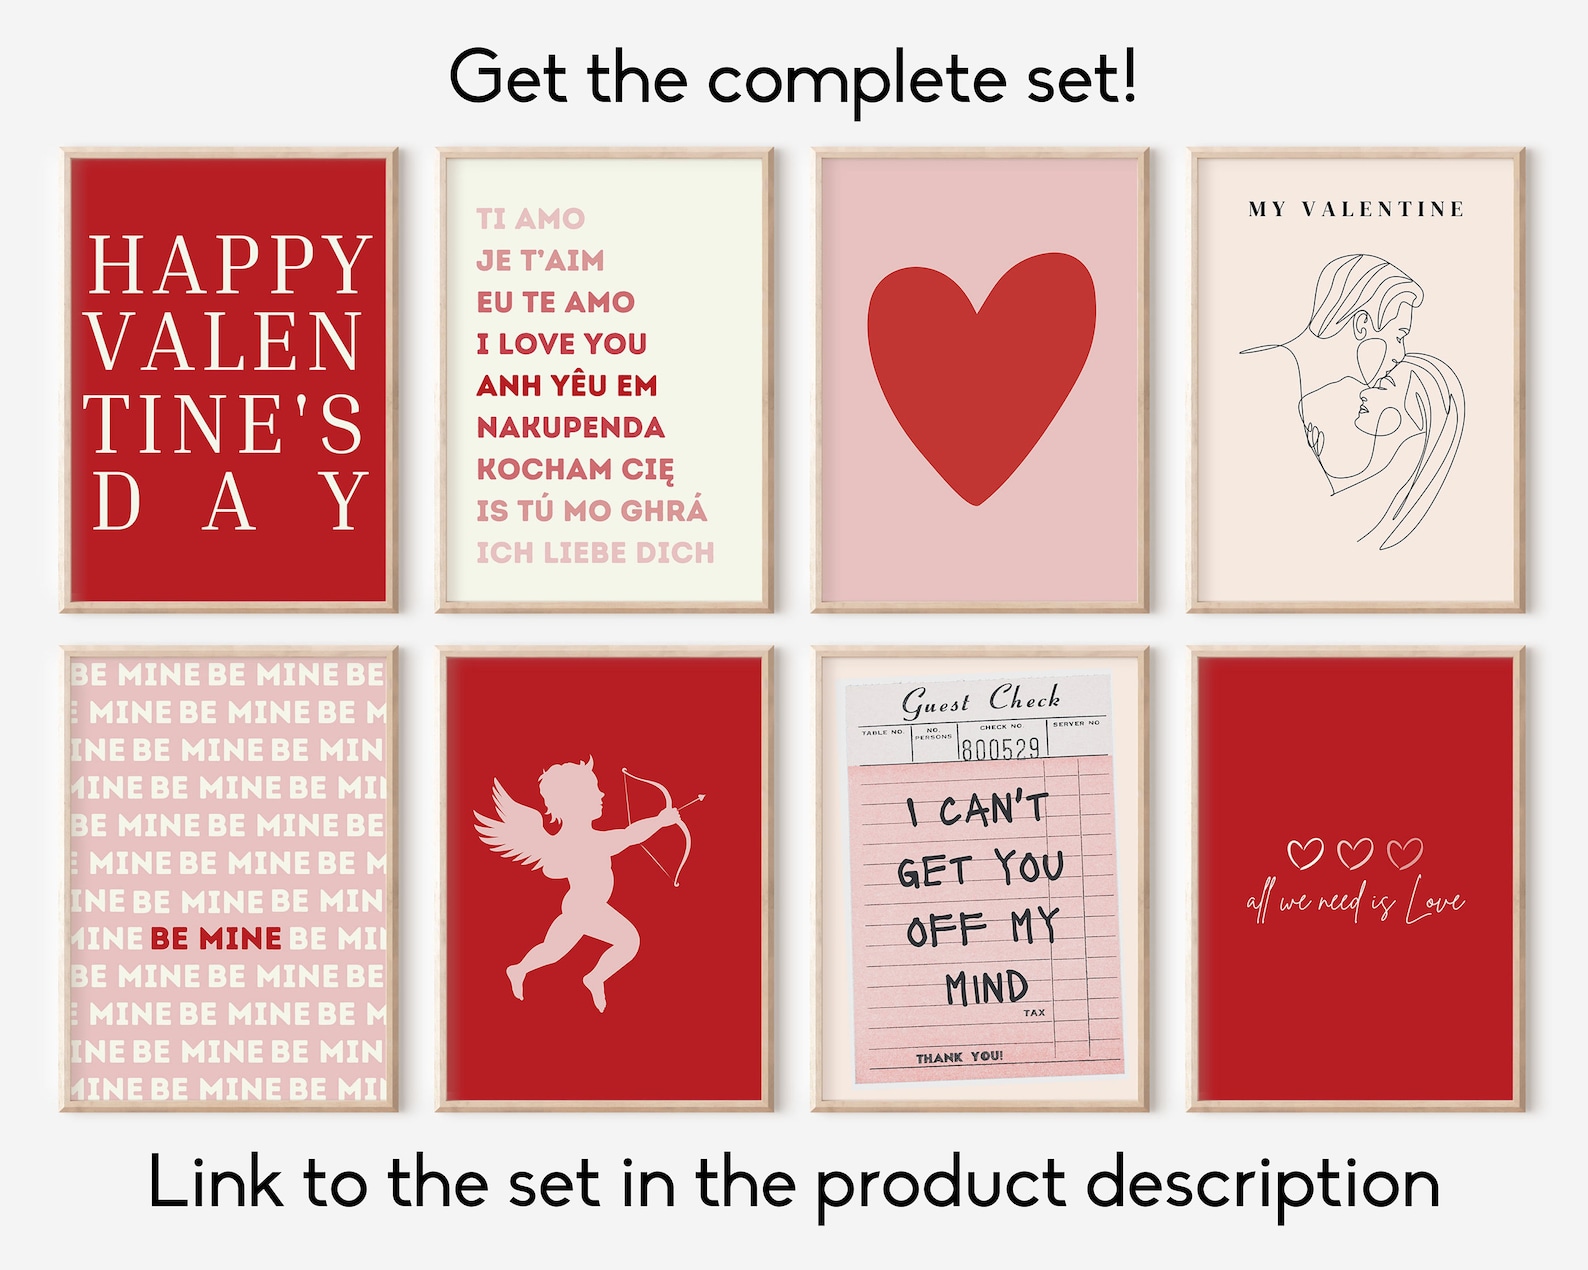 Get the complete set!
HAPPY
VALEN
TINE'S
DAY
TI AMO
JE T'AIM
EU TE AMO
I LOVE YOU
ANH YÊU EM
NAKUPENDA
KOCHAM CIĘ
IS TÚ MO GHRÁ
ICH LIEBE DICH
MY VALENTINE
BE MINE BE MINE BE
E MINE BE MINE BE M
INE BE MINE BE MIN
MINE BE MINE BE MI
BE MINE BE MINE BE
E MINE BE MINE BE M
INE BE MINE BE MIN
MINE BE MINE BE MI
BE MINE BE MINE BE
E MINE BE MINE BE M
INE BE MINE BE MIN
MINE BE MINE BE MI
Guest Check
TABLE NO. NO. PERSONS CHECK NO. SERVER NO
800529
I CAN'T
GET YOU
OFF MY
MIND
TAX
THANK YOU!
all we need is Love
Link to the set in the product description